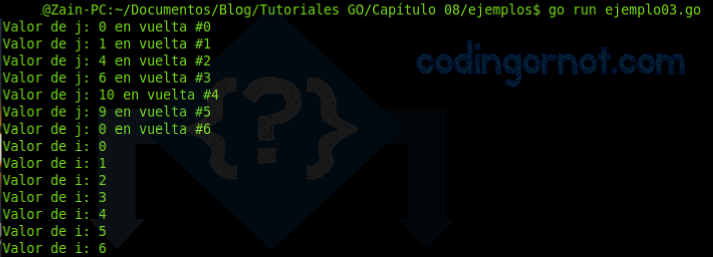 @Zain-PC:~/Documentos/Blog/Tutoriales GO/Capítulo 08/ejemplos$ go run ejemplo03.go
Valor de j: 0 en vuelta #0
Valor de j: 1 en vuelta #1
Valor de j: 4 en vuelta #2
Valor de j: 6 en vuelta #3
Valor de j: 10 en vuelta #4
Valor de j: 9 en vuelta #5
Valor de j: 0 en vuelta #6
Valor de i: 0
Valor de i: 1
Valor de i: 2
Valor de i: 3
Valor de i: 4
Valor de i: 5
Valor de i: 6
codingornot.com
{?}